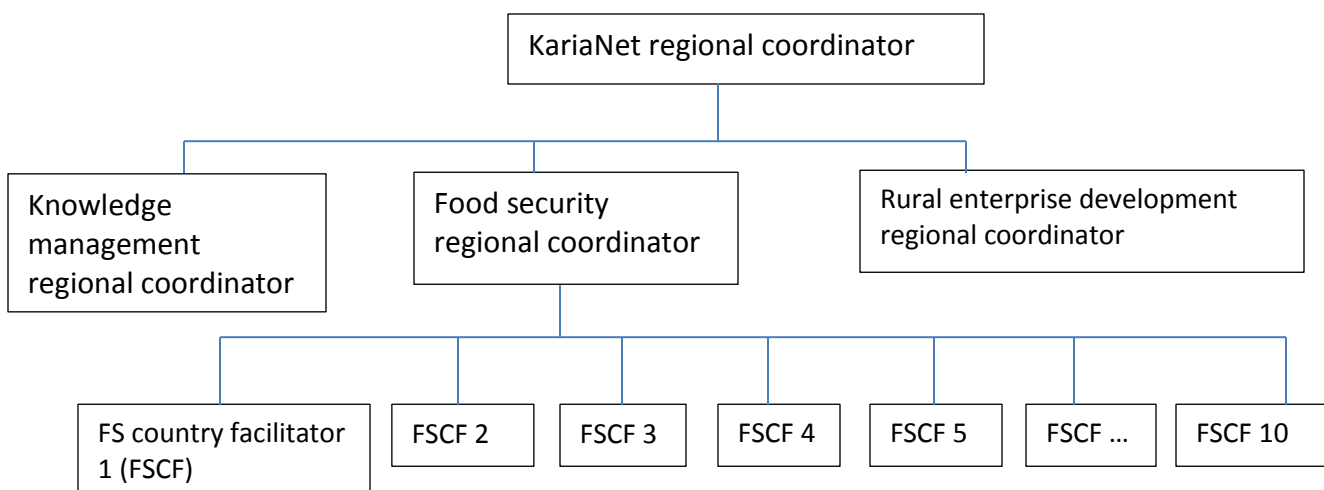 KariaNet regional coordinator
Knowledge
management
regional coordinator
Food security
regional coordinator
Rural enterprise development
regional coordinator
FS country facilitator
1 (FSCF)
FSCF 2
FSCF 3
FSCF 4
FSCF 5
FSCF ...
FSCF 10